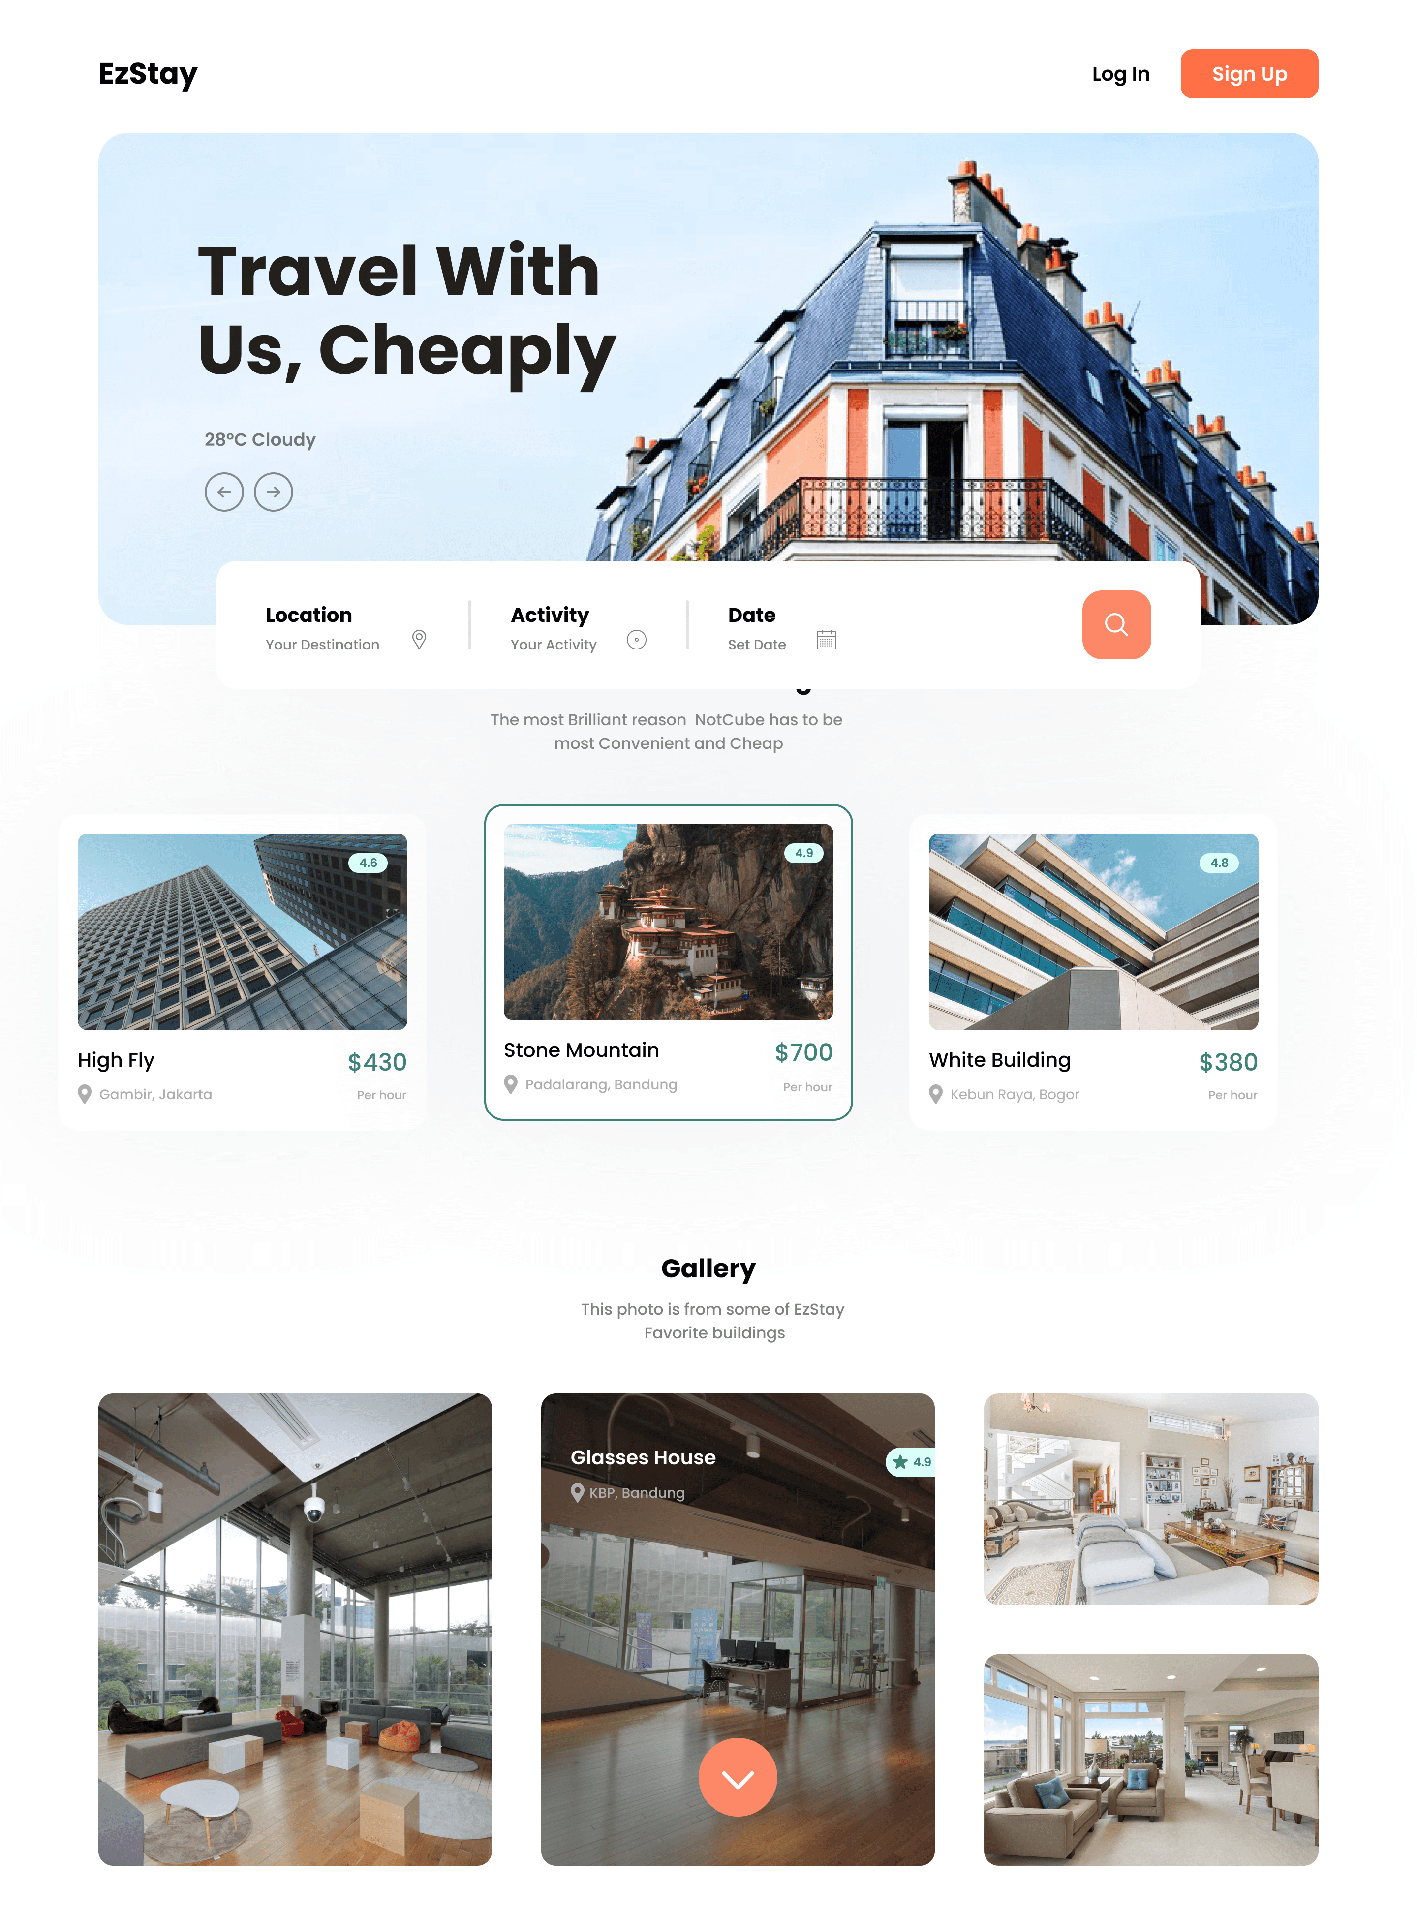 EzStay
Log In
Sign Up
Travel With
Us, Cheaply
28°C Cloudy
Location
Activity
Date
Your Destination
Your Activity
Set Date
The most Brilliant reason  NotCube has to be
most Convenient and Cheap
4.6
High Fly
$430
Gambir, Jakarta
Per hour
4.9
Stone Mountain
$700
Padalarang, Bandung
Per hour
4.8
White Building
$380
Kebun Raya, Bogor
Per hour
Gallery
This photo is from some of EzStay
Favorite buildings
Glasses House
4.9
KBP, Bandung